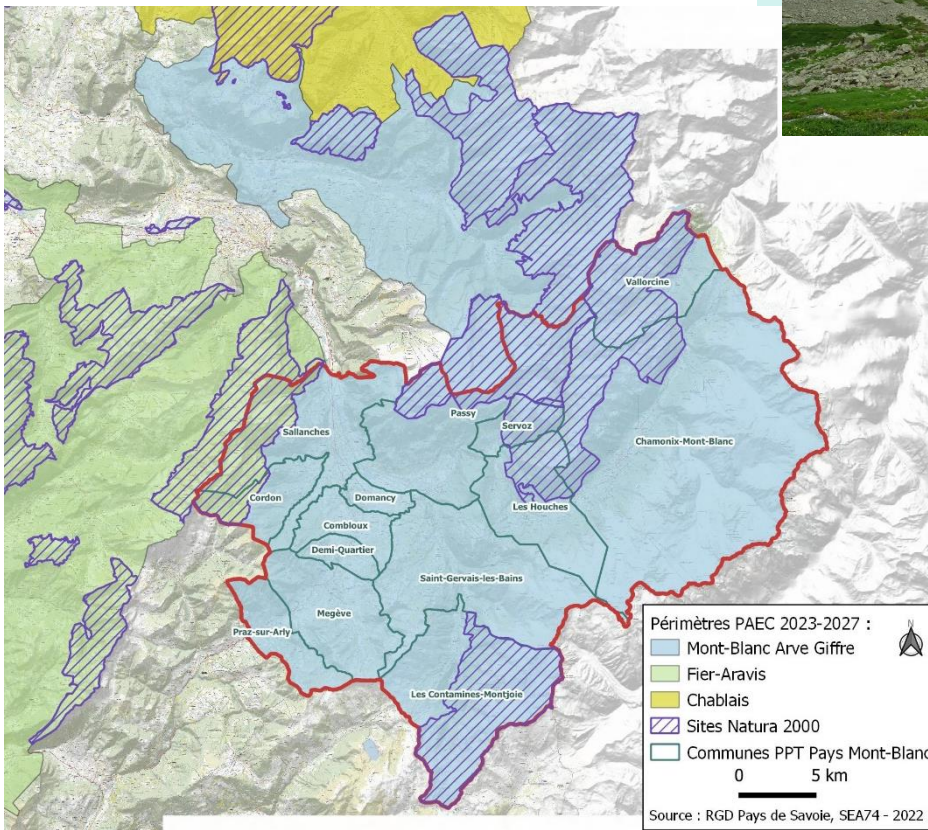 Vallorcine
Passy
Servoz
Sallanches
Chamonix-Mont-Blanc
Cordon
Domancy
Les Houches
Combloux
Demi-Quartier
Saint-Gervais-les-Bains
Megève
Praz-sur-Arly
Les Contamines-Montjoie
Périmètres PAEC 2023-2027 :
N
Mont-Blanc Arve Giffre
Fier-Aravis
Chablais
Sites Natura 2000
Communes PPT Pays Mont-Blanc
0 5 km
Source : RGD Pays de Savoie, SEA74 - 2022